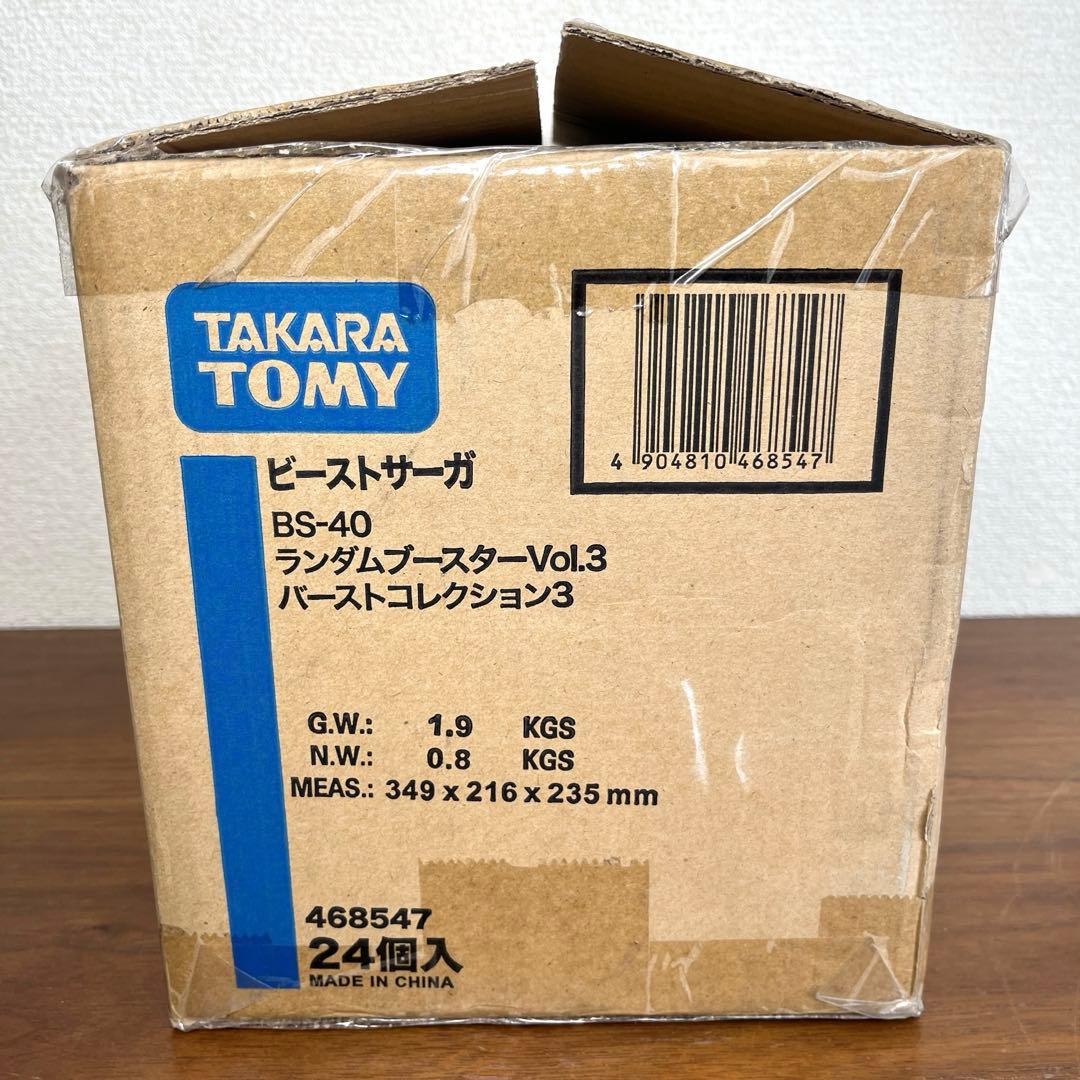 TAKARA
TOMY
4 904810 468547
ビーストサーガ
BS-40
ランダムブースターVol.3
バーストコレクション3
G.W.: 1.9 KGS
N.W.: 0.8 KGS
MEAS.: 349 x 216 x 235 mm
468547
24個入
MADE IN CHINA